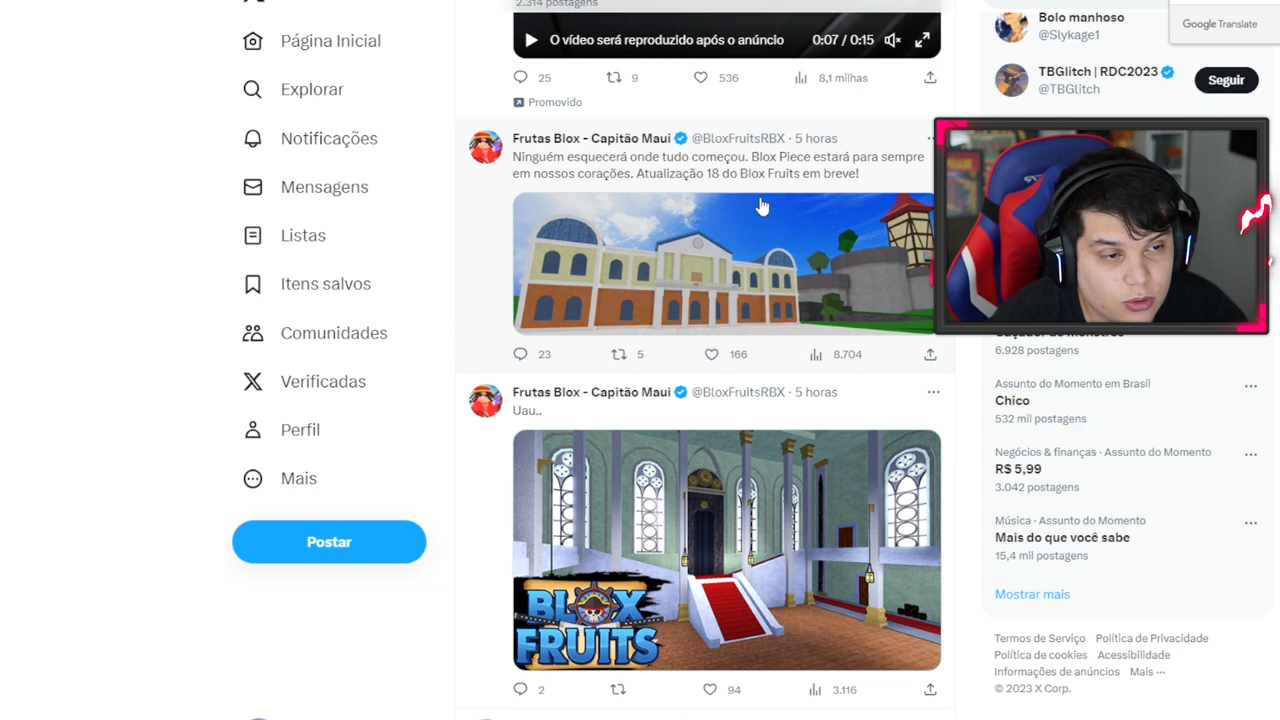 Página Inicial
Explorar
Notificações
Mensagens
Listas
Itens salvos
Comunidades
Verificadas
Perfil
Mais
Postar
2.314 postagens
O vídeo será reproduzido após o anúncio 0:07 / 0:15
25 9 536 8,1 milhas
Promovido
Frutas Blox - Capitão Maui @BloxFruitsRBX · 5 horas
Ninguém esquecerá onde tudo começou. Blox Piece estará para sempre
em nossos corações. Atualização 18 do Blox Fruits em breve!
23 5 166 8.704
Frutas Blox - Capitão Maui @BloxFruitsRBX · 5 horas
Uau..
BLOX
FRUITS
2 94 3.116
Google Translate
Bolo manhoso
@Slykage1
TBGlitch | RDC2023
@TBGlitch
Seguir
6.928 postagens
Assunto do Momento em Brasil
Chico
532 mil postagens
Negócios & finanças · Assunto do Momento
R$ 5,99
3.042 postagens
Música · Assunto do Momento
Mais do que você sabe
15,4 mil postagens
Mostrar mais
Termos de Serviço Política de Privacidade
Política de cookies Acessibilidade
Informações de anúncios Mais ···
© 2023 X Corp.